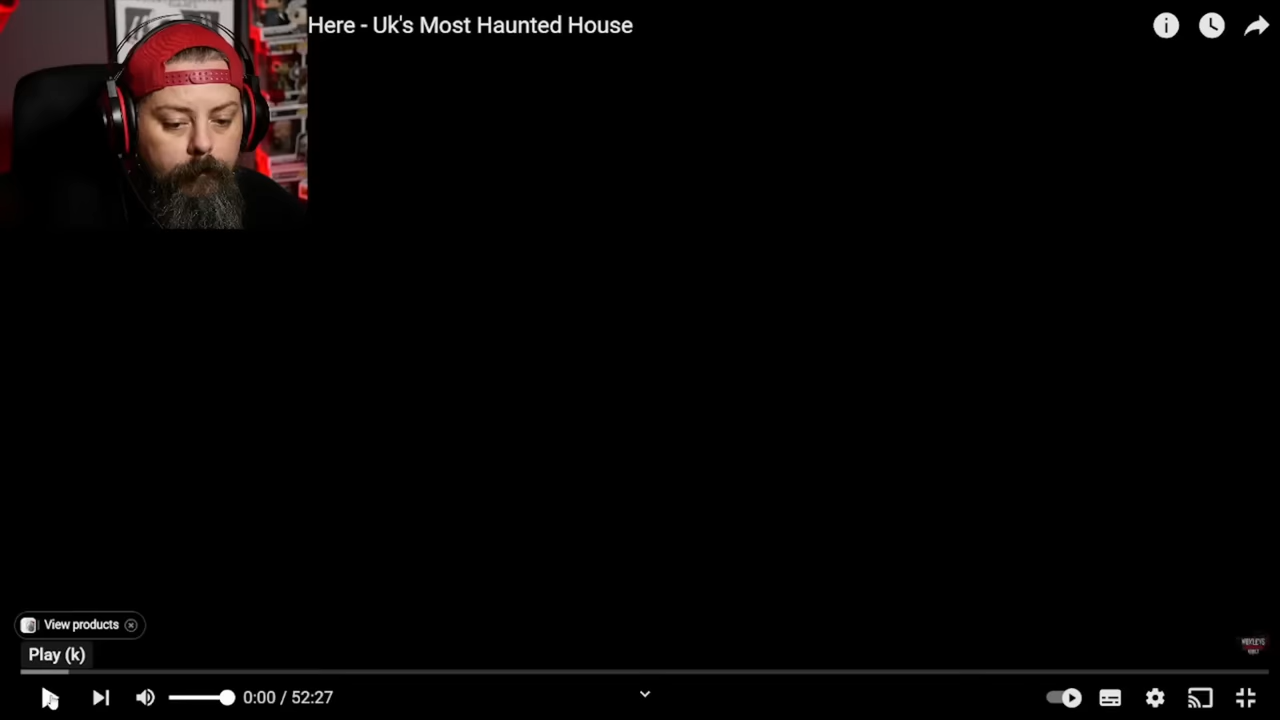 Here - Uk's Most Haunted House
View products
Play (k)
0:00 / 52:27